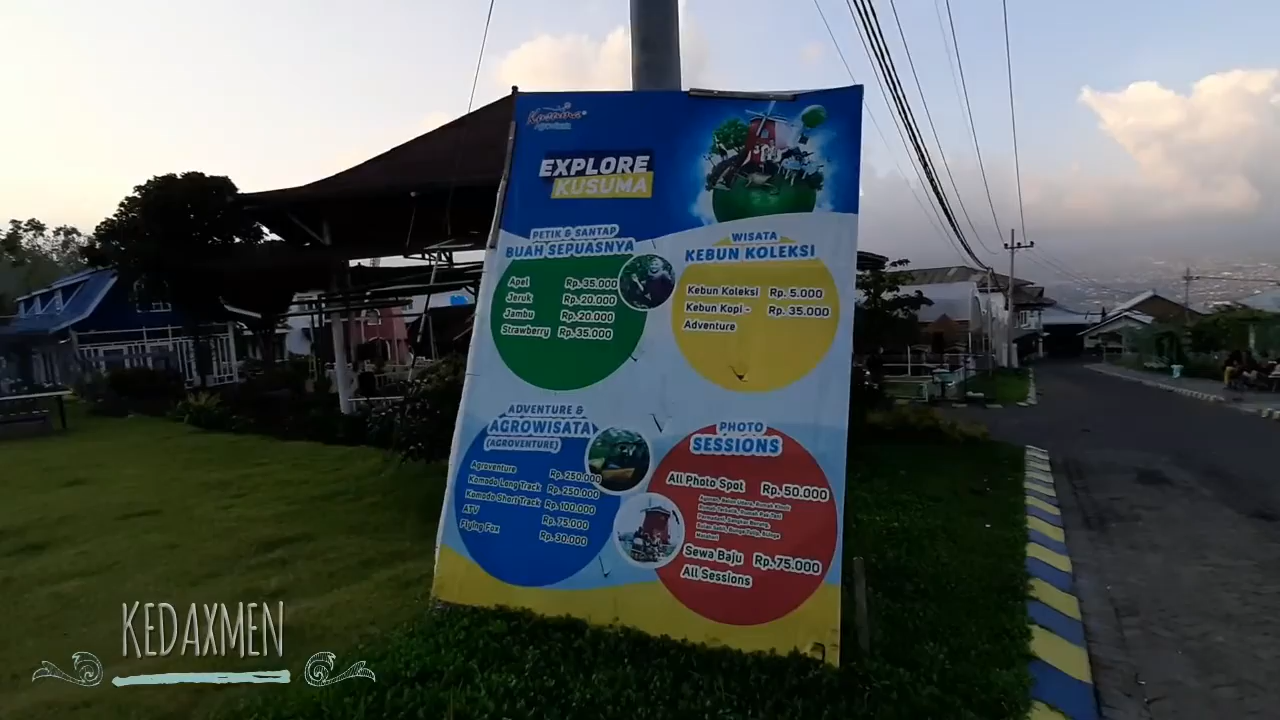 Kusuma
Agrowisata
EXPLORE
KUSUMA
PETIK & SANTAP
BUAH SEPUASNYA
Apel Rp. 35.000
Jeruk Rp. 20.000
Jambu Rp. 20.000
Strawberry Rp. 35.000
WISATA
KEBUN KOLEKSI
Kebun Koleksi Rp. 5.000
Kebun Kopi - Rp. 35.000
Adventure
ADVENTURE &
AGROWISATA
(AGROVENTURE)
Agroventure Rp. 250.000
Komodo Long Track Rp. 250.000
Komodo Short Track Rp. 100.000
ATV Rp. 75.000
Flying Fox Rp. 30.000
PHOTO
SESSIONS
All Photo Spot Rp. 50.000
Sewa Baju Rp. 75.000
All Sessions
KEDAXMEN